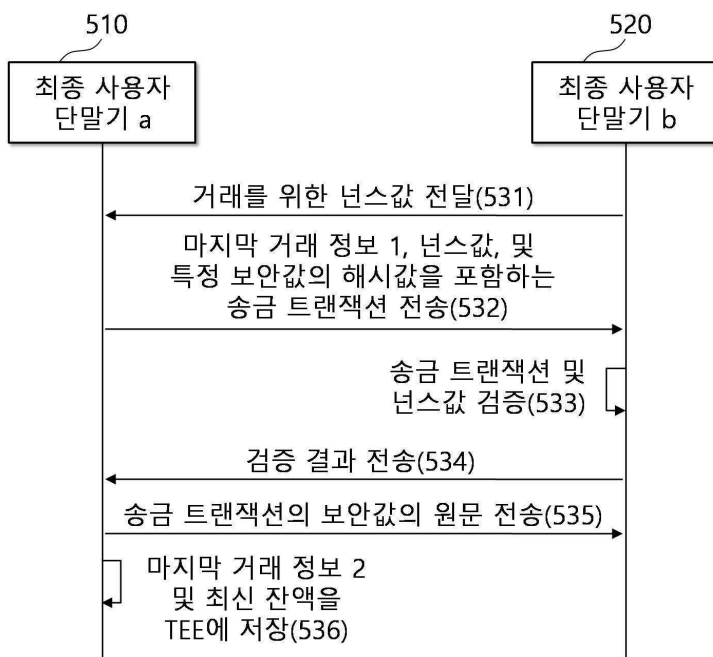 510
520
최종 사용자
단말기 a
최종 사용자
단말기 b
거래를 위한 넌스값 전달(531)
마지막 거래 정보 1, 넌스값, 및
특정 보안값의 해시값을 포함하는
송금 트랜잭션 전송(532)
송금 트랜잭션 및
넌스값 검증(533)
검증 결과 전송(534)
송금 트랜잭션의 보안값의 원문 전송(535)
마지막 거래 정보 2
및 최신 잔액을
TEE에 저장(536)